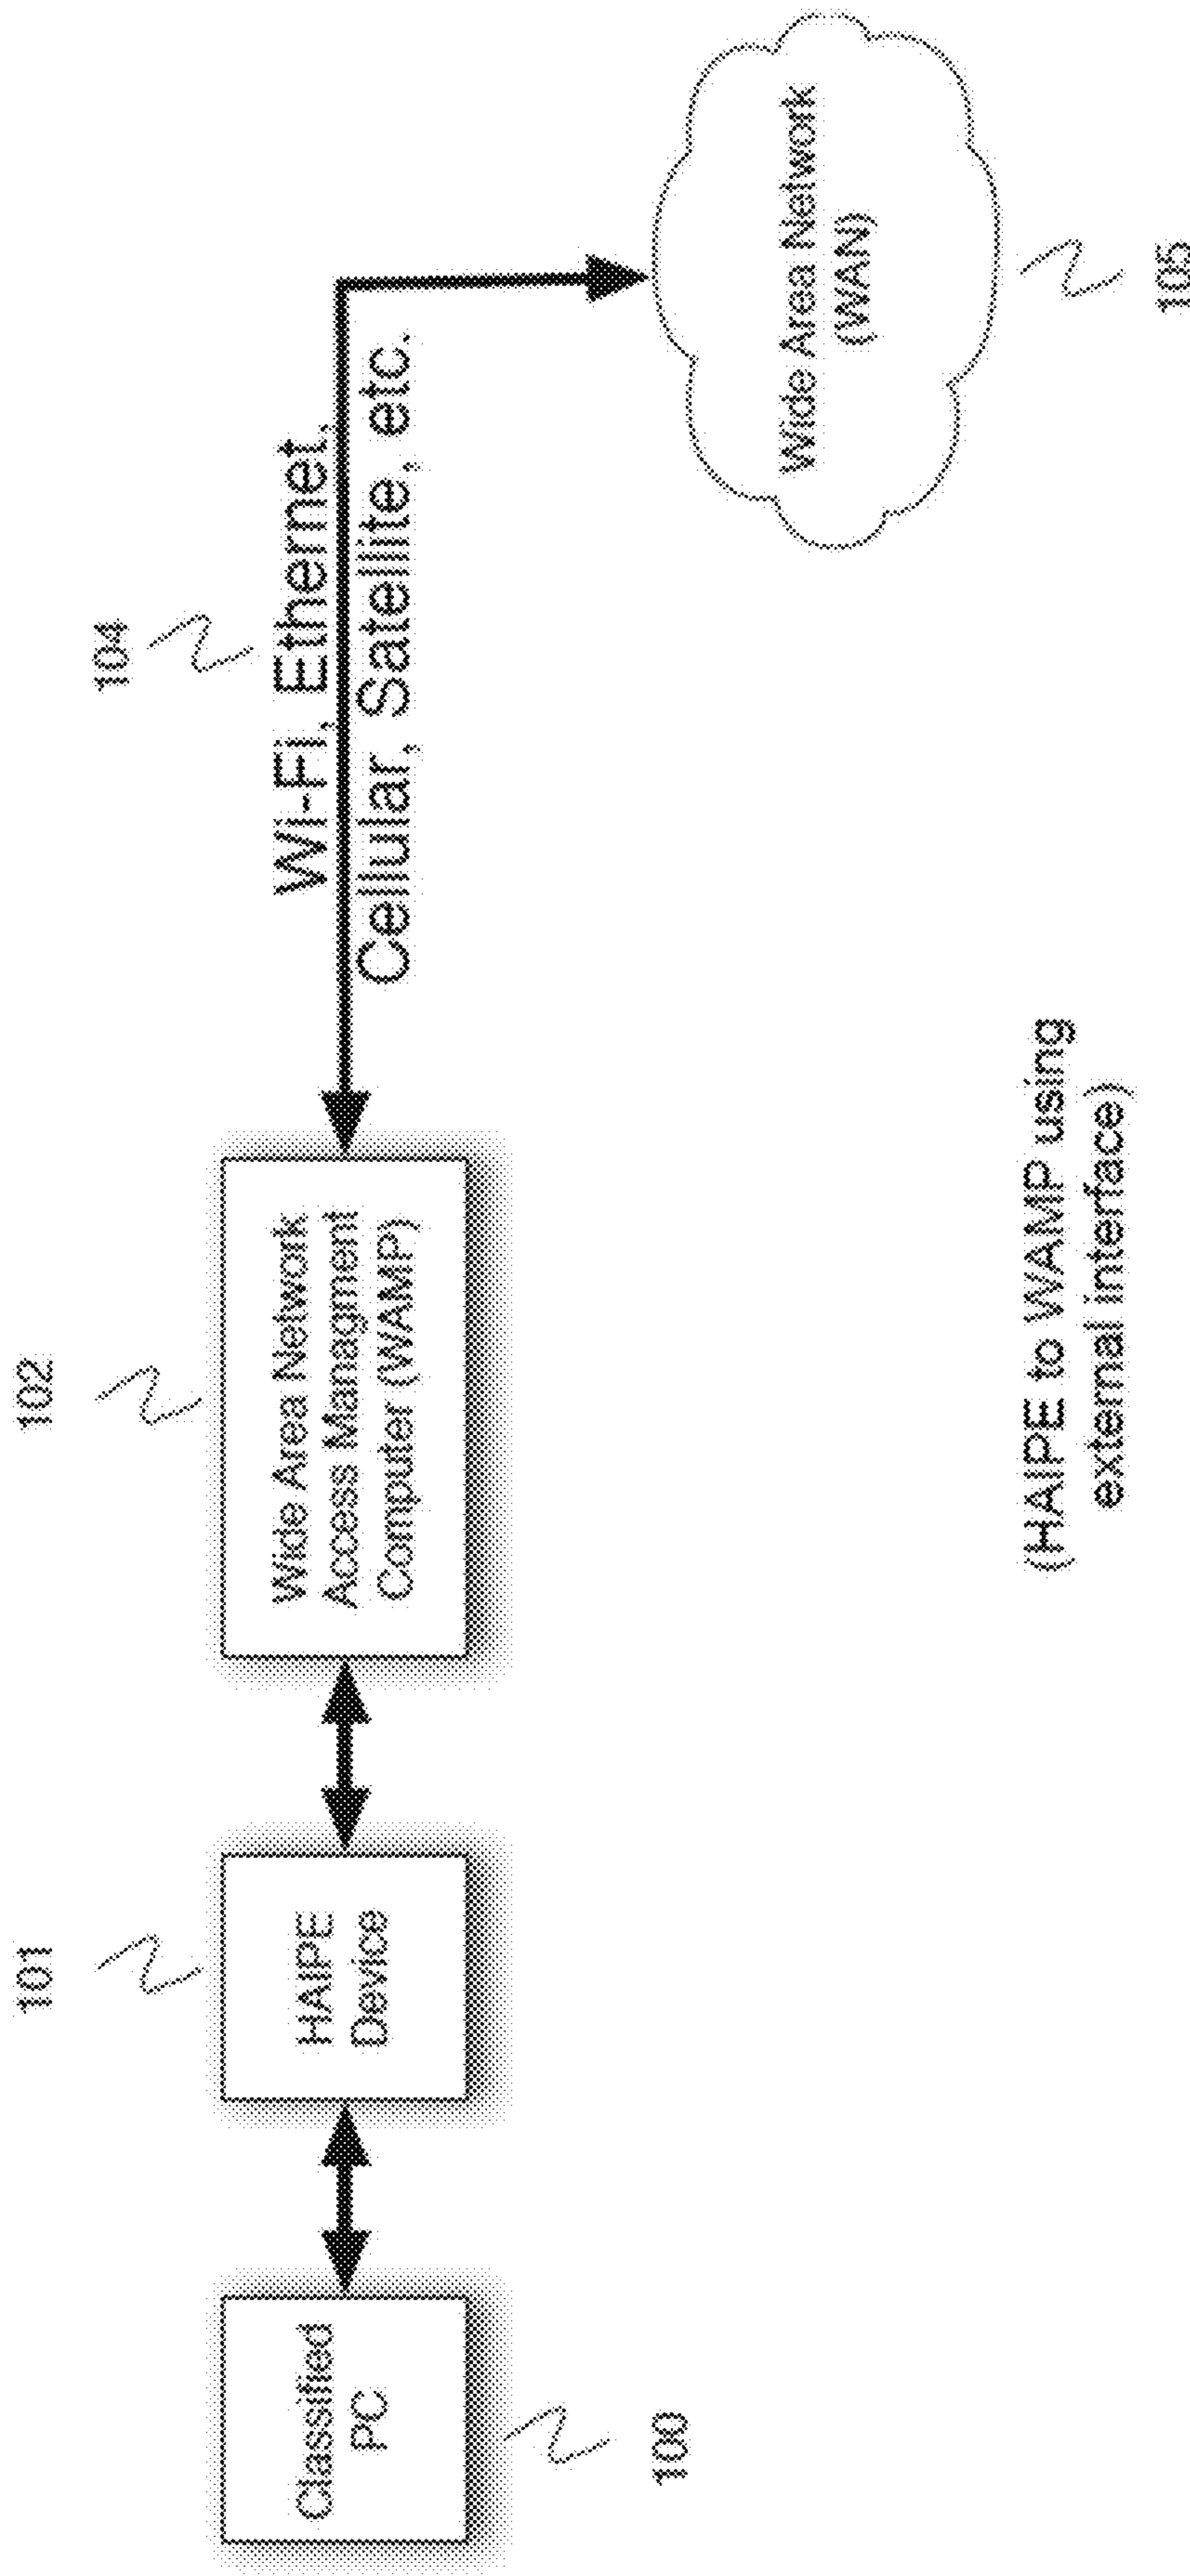 100
Classified
PC
101
HAIPE
Device
102
Wide Area Network
Access Managment
Computer (WAMP)
104
Wi-Fi, Ethernet,
Cellular, Satellite, etc.
Wide Area Network
(WAN)
105
(HAIPE to WAMP using
external interface)